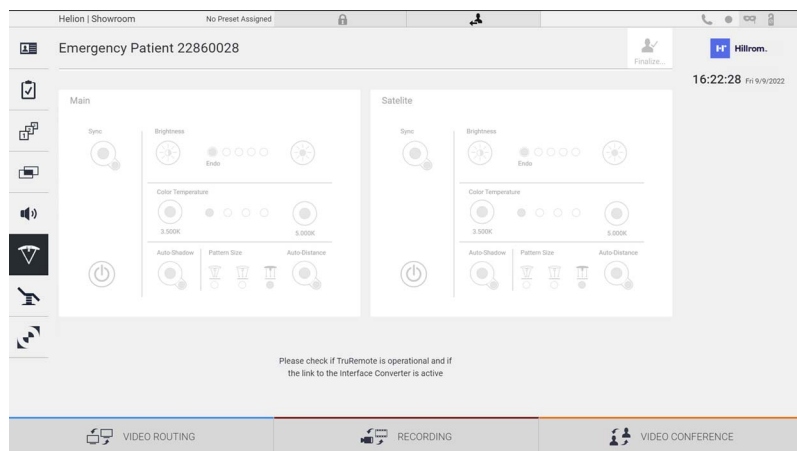 Helion | Showroom
No Preset Assigned
Emergency Patient 22860028
Finalize...
Hillrom.
16:22:28 Fri 9/9/2022
Main
Sync
Brightness
Endo
Color Temperature
3.500K
5.000K
Auto-Shadow
Pattern Size
Auto-Distance
Satelite
Sync
Brightness
Endo
Color Temperature
3.500K
5.000K
Auto-Shadow
Pattern Size
Auto-Distance
Please check if TruRemote is operational and if
the link to the Interface Converter is active
VIDEO ROUTING
RECORDING
VIDEO CONFERENCE